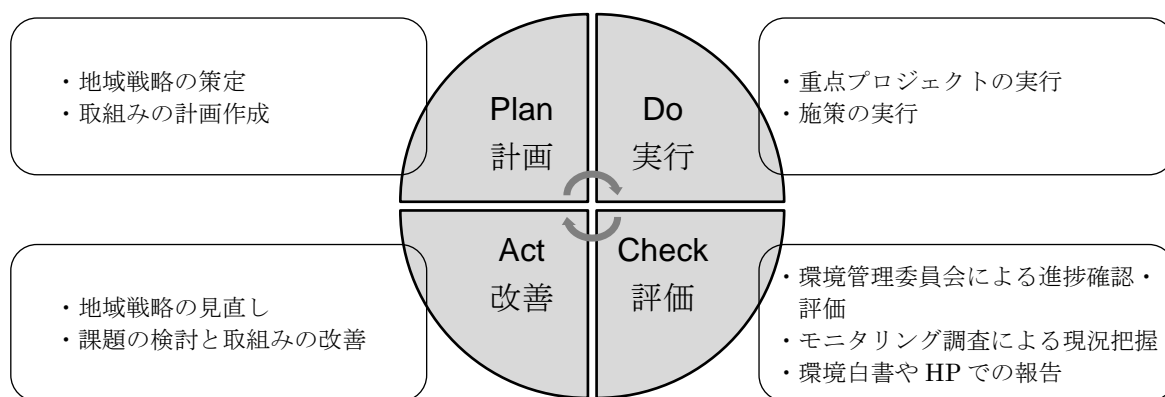 ・地域戦略の策定
・取組みの計画作成
Plan
計画
Do
実行
・重点プロジェクトの実行
・施策の実行
・地域戦略の見直し
・課題の検討と取組みの改善
Act
改善
Check
評価
・環境管理委員会による進捗確認・
評価
・モニタリング調査による現況把握
・環境白書や HP での報告